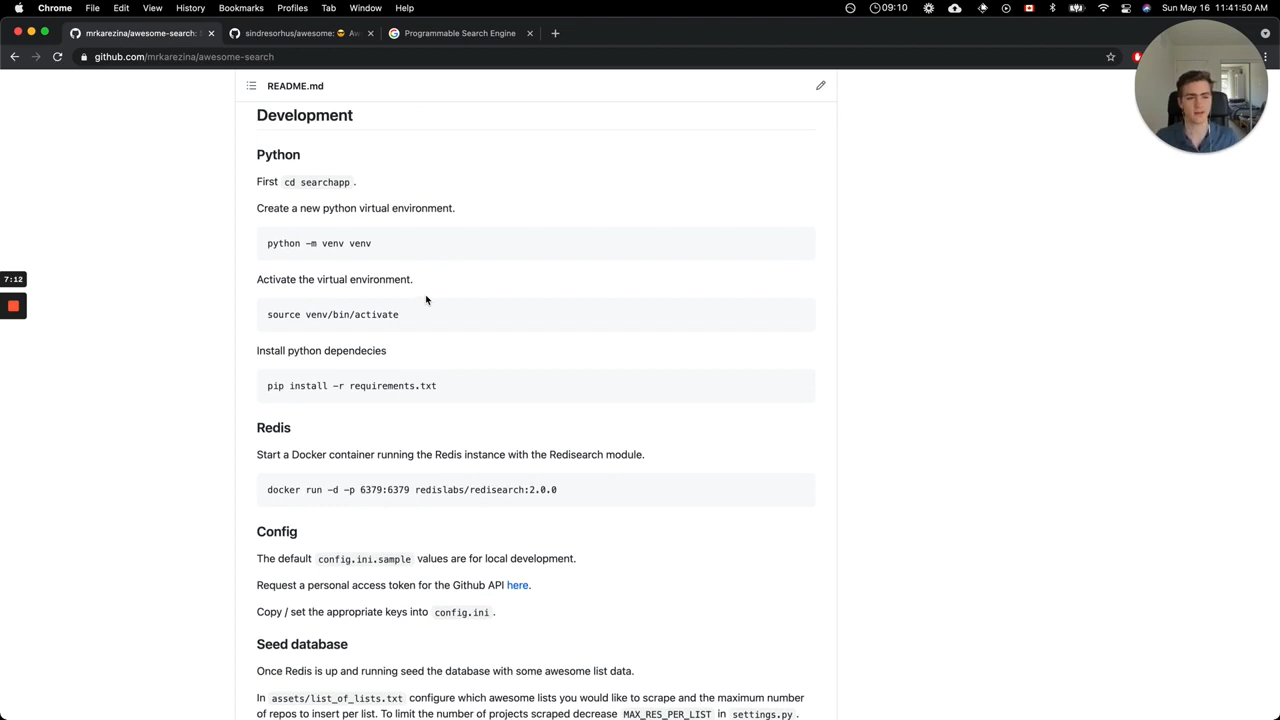 Chrome File Edit View History Bookmarks Profiles Tab Window Help
09:10
Sun May 16 11:41:50 AM
mrkarezina/awesome-search:
sindresorhus/awesome: 😎 Aw
Programmable Search Engine
github.com/mrkarezina/awesome-search
README.md
Development
Python
First cd searchapp.
Create a new python virtual environment.
python -m venv venv
7:12
Activate the virtual environment.
source venv/bin/activate
Install python dependecies
pip install -r requirements.txt
Redis
Start a Docker container running the Redis instance with the Redisearch module.
docker run -d -p 6379:6379 redislabs/redisearch:2.0.0
Config
The default config.ini.sample values are for local development.
Request a personal access token for the Github API here.
Copy / set the appropriate keys into config.ini.
Seed database
Once Redis is up and running seed the database with some awesome list data.
In assets/list_of_lists.txt configure which awesome lists you would like to scrape and the maximum number
of repos to insert per list. To limit the number of projects scraped decrease MAX_RES_PER_LIST in settings.py.